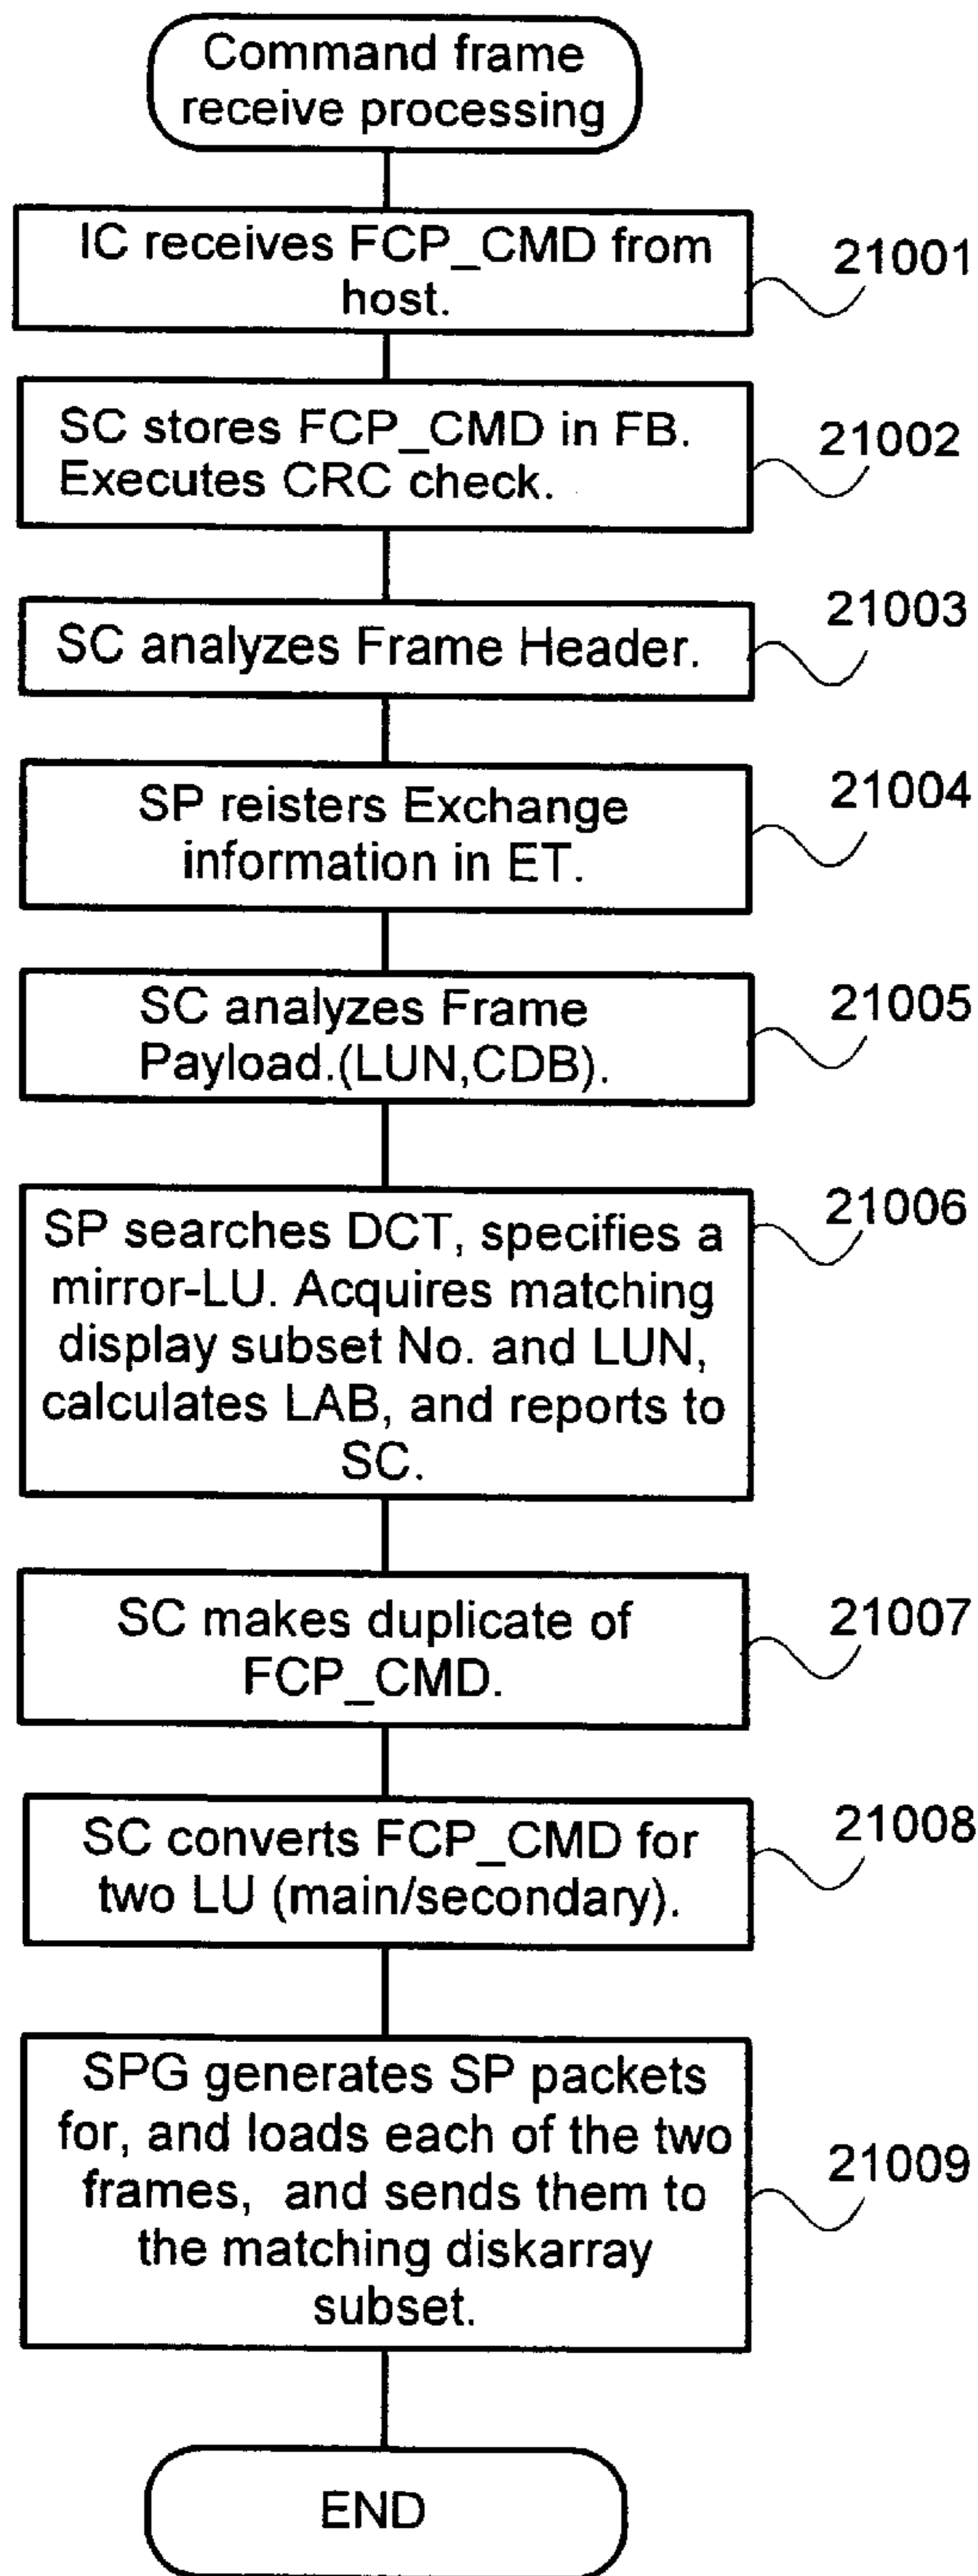 Command frame
receive processing
IC receives FCP_CMD from
host.
21001
SC stores FCP_CMD in FB.
Executes CRC check.
21002
SC analyzes Frame Header.
21003
SP reisters Exchange
information in ET.
21004
SC analyzes Frame
Payload.(LUN,CDB).
21005
SP searches DCT, specifies a
mirror-LU. Acquires matching
display subset No. and LUN,
calculates LAB, and reports to
SC.
21006
SC makes duplicate of
FCP_CMD.
21007
SC converts FCP_CMD for
two LU (main/secondary).
21008
SPG generates SP packets
for, and loads each of the two
frames, and sends them to
the matching diskarray
subset.
21009
END